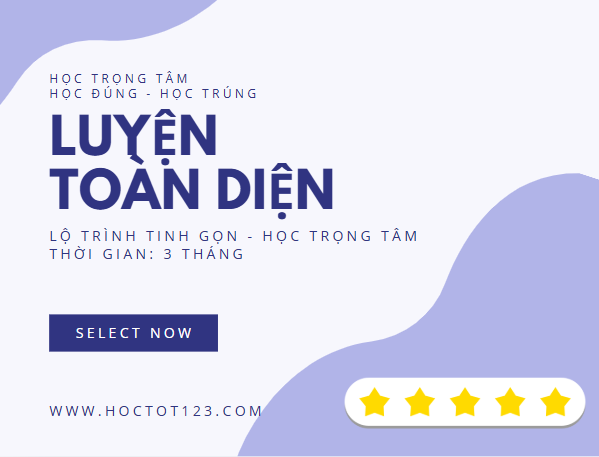 HỌC TRỌNG TÂM
HỌC ĐÚNG - HỌC TRÚNG
LUYỆN
TOÀN DIỆN
LỘ TRÌNH TINH GỌN - HỌC TRỌNG TÂM
THỜI GIAN: 3 THÁNG
SELECT NOW
WWW.HOCTOT123.COM